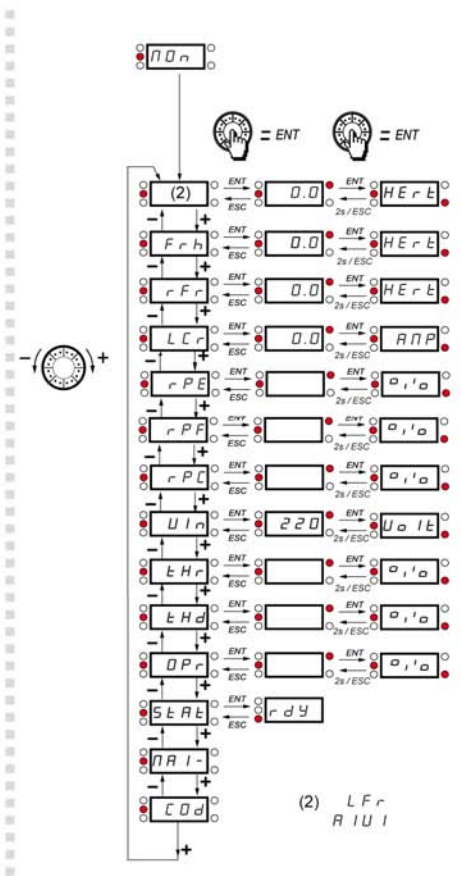 MOn
= ENT = ENT
(2) ENT ESC 0.0 ENT 2s / ESC HErt
- +
Frh ENT ESC 0.0 ENT 2s / ESC HErt
- +
rFr ENT ESC 0.0 ENT 2s / ESC HErt
- +
LCr ENT ESC 0.0 ENT 2s / ESC AMP
- +
- +
rPE ENT ESC ENT 2s / ESC o/o
- +
rPF ENT ESC ENT 2s / ESC o/o
- +
rPC ENT ESC ENT 2s / ESC o/o
- +
UIn ENT ESC 220 ENT 2s / ESC Uolt
- +
tHr ENT ESC ENT 2s / ESC o/o
- +
tHd ENT ESC ENT 2s / ESC o/o
- +
OPr ENT ESC ENT 2s / ESC o/o
- +
StAt ENT ESC rdY
- +
MAI-
- +
COd
+
(2) LFr
AIU1